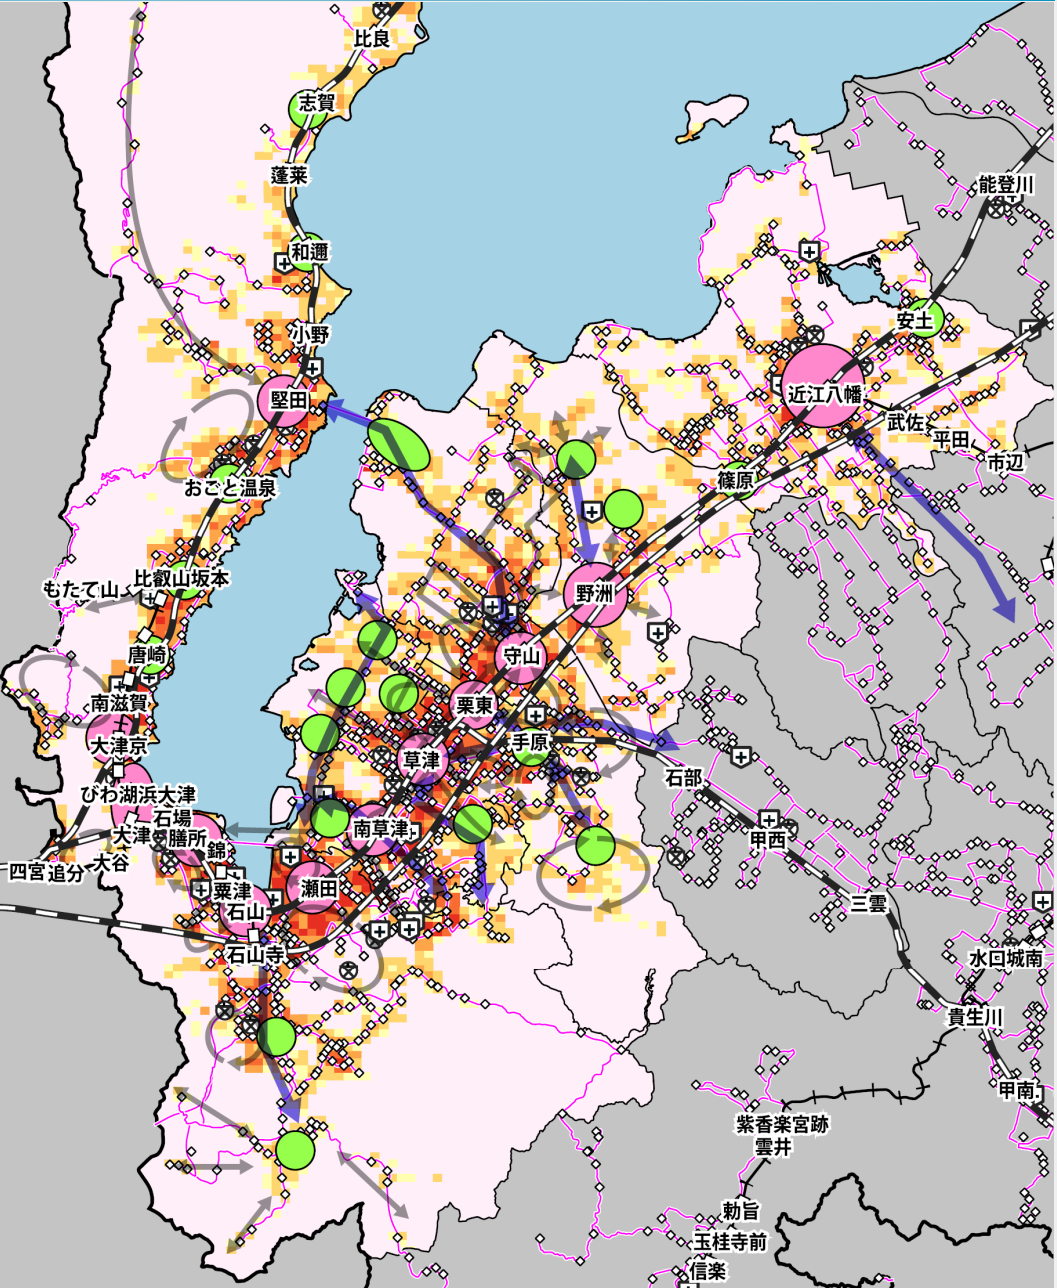 比良
志賀
蓬莱
能登川
和邇
小野
安土
堅田
近江八幡
武佐
平田
市辺
おごと温泉
篠原
比叡山坂本
もたて山
野洲
唐崎
守山
南滋賀
栗東
大津京
手原
草津
石部
びわ湖浜大津
石場
南草津
大津
膳所
甲西
錦
大谷
四宮
追分
粟津
瀬田
石山
三雲
石山寺
水口城南
貴生川
甲南
紫香楽宮跡
雲井
勅旨
玉桂寺前
信楽